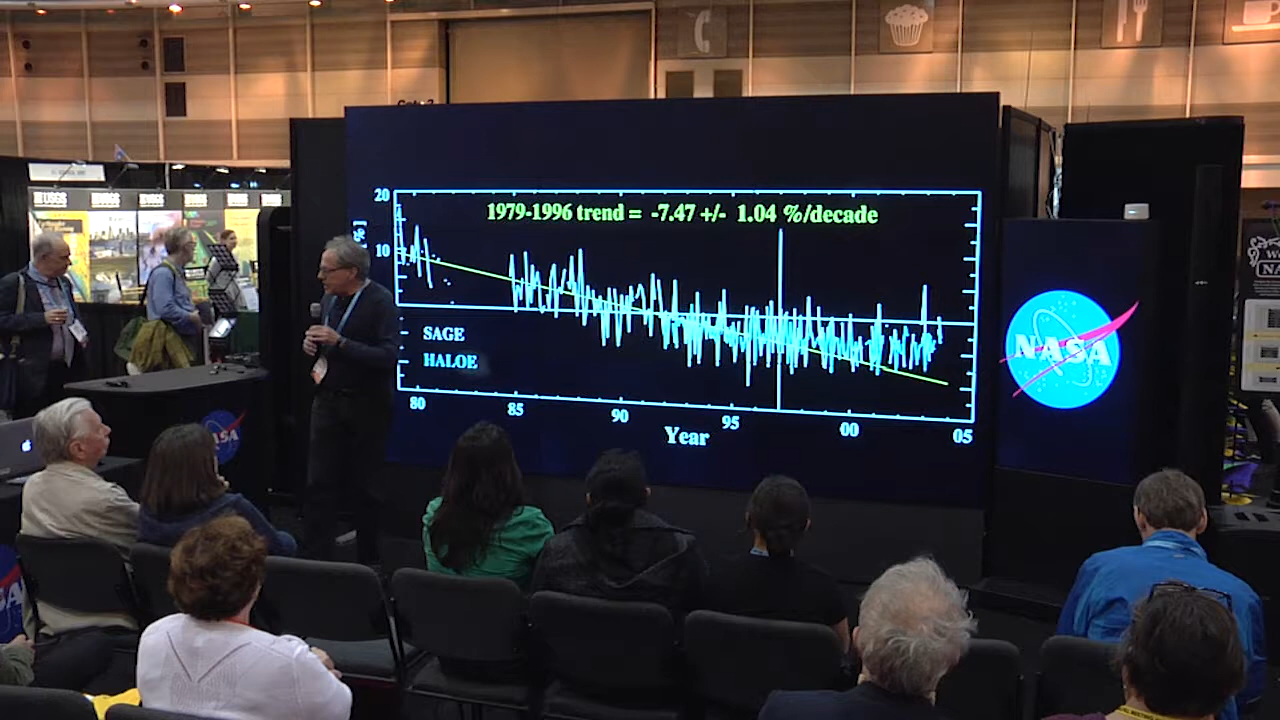 USGS
20
1979-1996 trend = -7.47 +/- 1.04 %/decade
10
SAGE
HALOE
80
85
90
95
00
05
Year
NASA